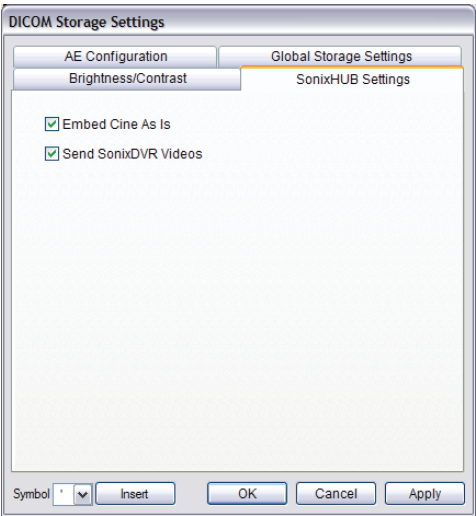 DICOM Storage Settings
AE Configuration Global Storage Settings
Brightness/Contrast SonixHUB Settings
Embed Cine As Is
Send SonixDVR Videos
Symbol ' Insert OK Cancel Apply